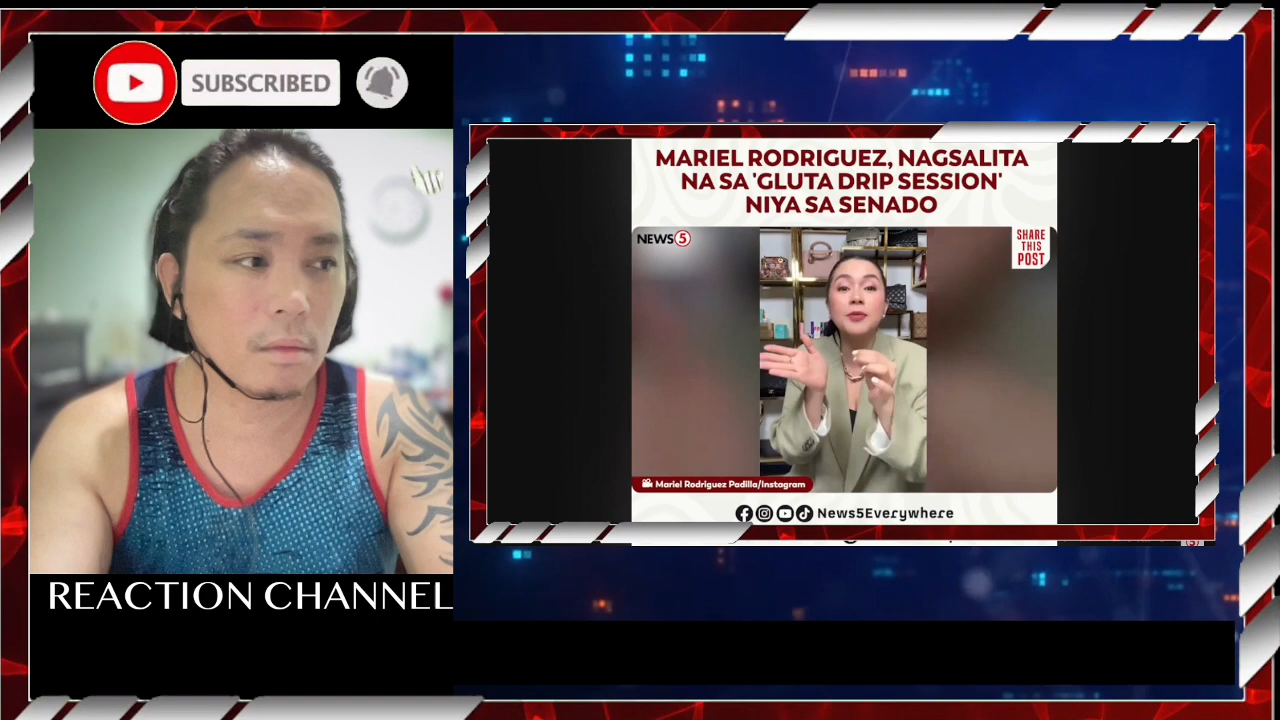 SUBSCRIBED
MARIEL RODRIGUEZ, NAGSALITA
NA SA 'GLUTA DRIP SESSION'
NIYA SA SENADO
NEWS5
SHARE
THIS
POST
Mariel Rodriguez Padilla/Instagram
News5Everywhere
REACTION CHANNEL